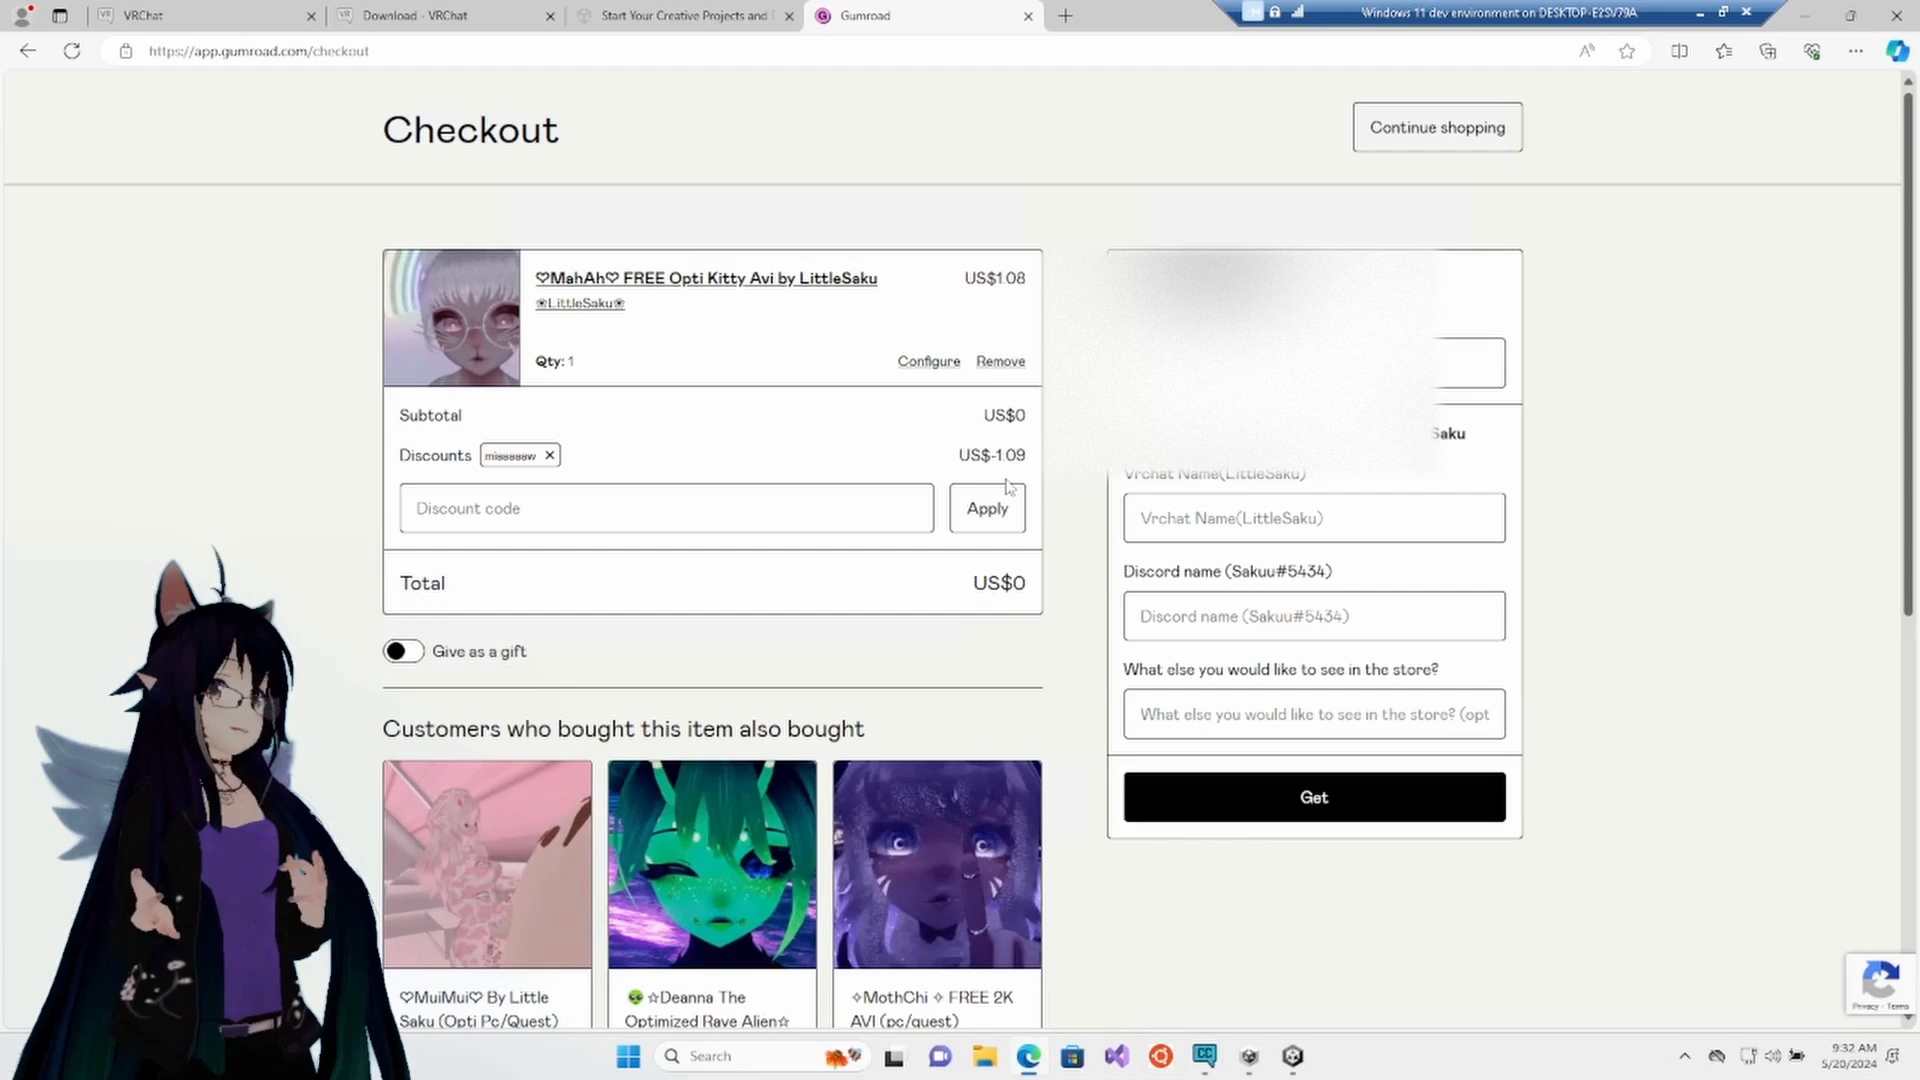 VRChat
Download - VRChat
Start Your Creative Projects and
Gumroad
Windows 11 dev environment on DESKTOP-E2SV79A
https://app.gumroad.com/checkout
Checkout
Continue shopping
♡MahAh♡ FREE Opti Kitty Avi by LittleSaku
US$1.08
❀LittleSaku❀
Qty: 1
Configure
Remove
Subtotal
US$0
Discounts
US$-1.09
Discount code
Apply
Total
US$0
Give as a gift
Customers who bought this item also bought
♡MuiMui♡ By Little
Saku (Opti Pc/Quest)
👽☆Deanna The
Optimized Rave Alien☆
✧MothChi ✧ FREE 2K
AVI (pc/quest)
Saku
Vrchat Name(LittleSaku)
Vrchat Name(LittleSaku)
Discord name (Sakuu#5434)
Discord name (Sakuu#5434)
What else you would like to see in the store?
What else you would like to see in the store? (opt
Get
Privacy - Terms
Search
9:32 AM
5/20/2024